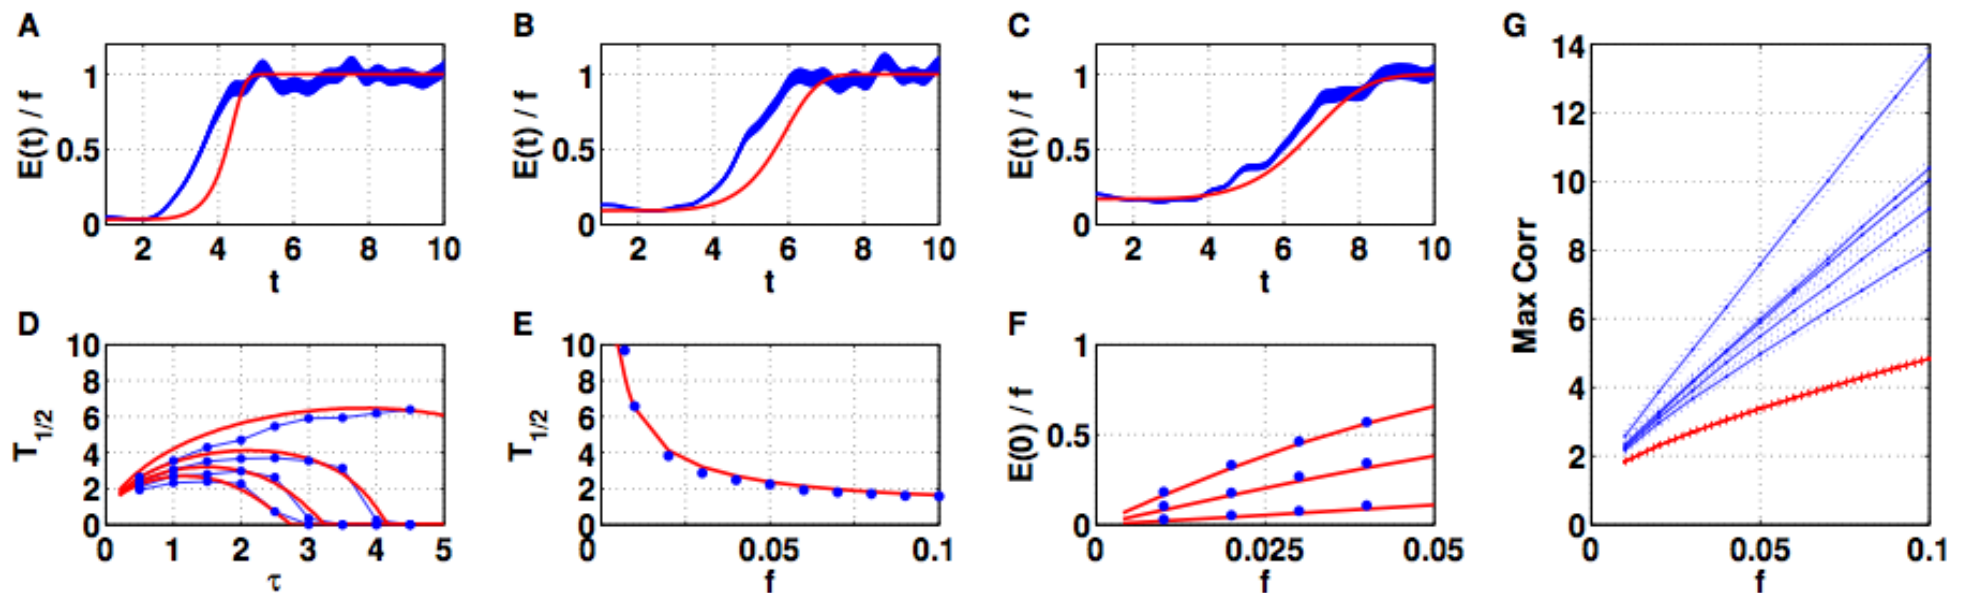 A
E(t) / f
1
0.5
0
2 4 6 8 10
t
B
E(t) / f
1
0.5
0
2 4 6 8 10
t
C
E(t) / f
1
0.5
0
2 4 6 8 10
t
D
T1/2
10
8
6
4
2
0
0 1 2 3 4 5
τ
E
T1/2
10
8
6
4
2
0
0 0.05 0.1
f
F
E(0) / f
1
0.5
0
0 0.025 0.05
f
G
Max Corr
14
12
10
8
6
4
2
0
0 0.05 0.1
f